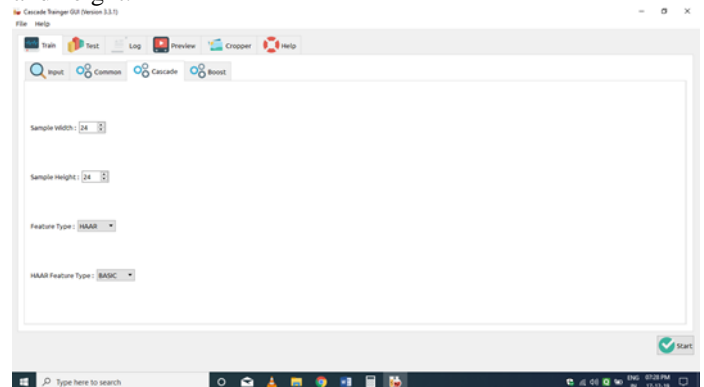 Cascade Trainger GUI (Version 3.3.1)
File Help
Train Test Log Preview Cropper Help
Input Common Cascade Boost
Sample Width : 24
Sample Height : 24
Feature Type : HAAR
HAAR Feature Type : BASIC
Start
Type here to search
ENG 07:28 PM